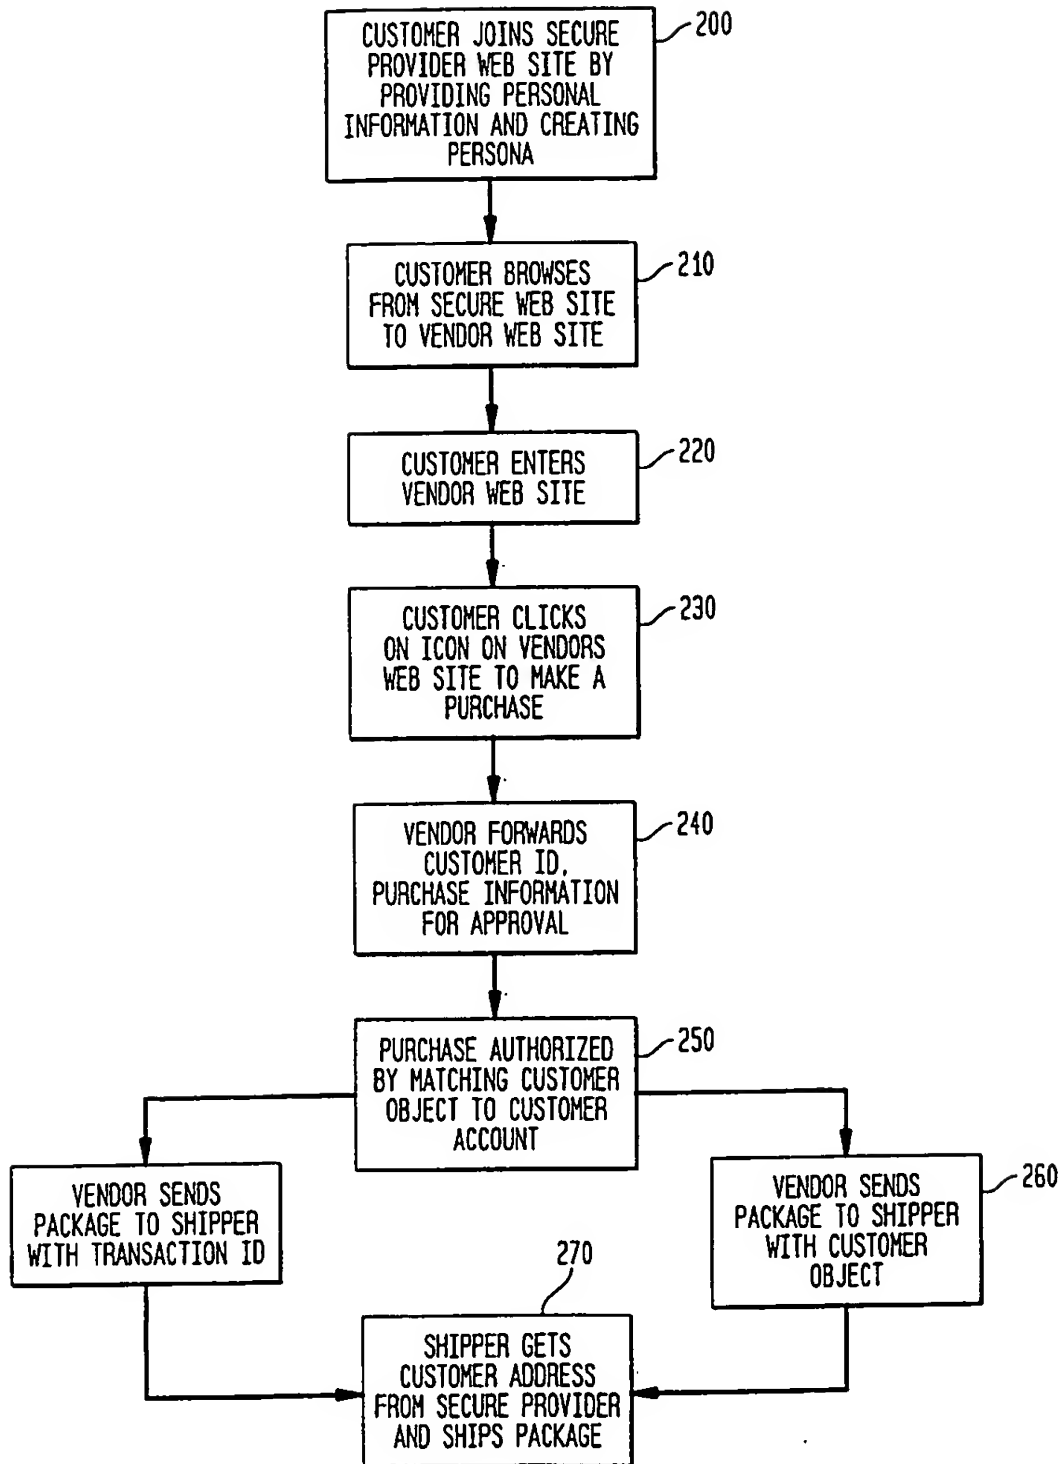 CUSTOMER JOINS SECURE
PROVIDER WEB SITE BY
PROVIDING PERSONAL
INFORMATION AND CREATING
PERSONA
200
CUSTOMER BROWSES
FROM SECURE WEB SITE
TO VENDOR WEB SITE
210
CUSTOMER ENTERS
VENDOR WEB SITE
220
CUSTOMER CLICKS
ON ICON ON VENDORS
WEB SITE TO MAKE A
PURCHASE
230
VENDOR FORWARDS
CUSTOMER ID,
PURCHASE INFORMATION
FOR APPROVAL
240
PURCHASE AUTHORIZED
BY MATCHING CUSTOMER
OBJECT TO CUSTOMER
ACCOUNT
250
VENDOR SENDS
PACKAGE TO SHIPPER
WITH TRANSACTION ID
VENDOR SENDS
PACKAGE TO SHIPPER
WITH CUSTOMER
OBJECT
260
270
SHIPPER GETS
CUSTOMER ADDRESS
FROM SECURE PROVIDER
AND SHIPS PACKAGE